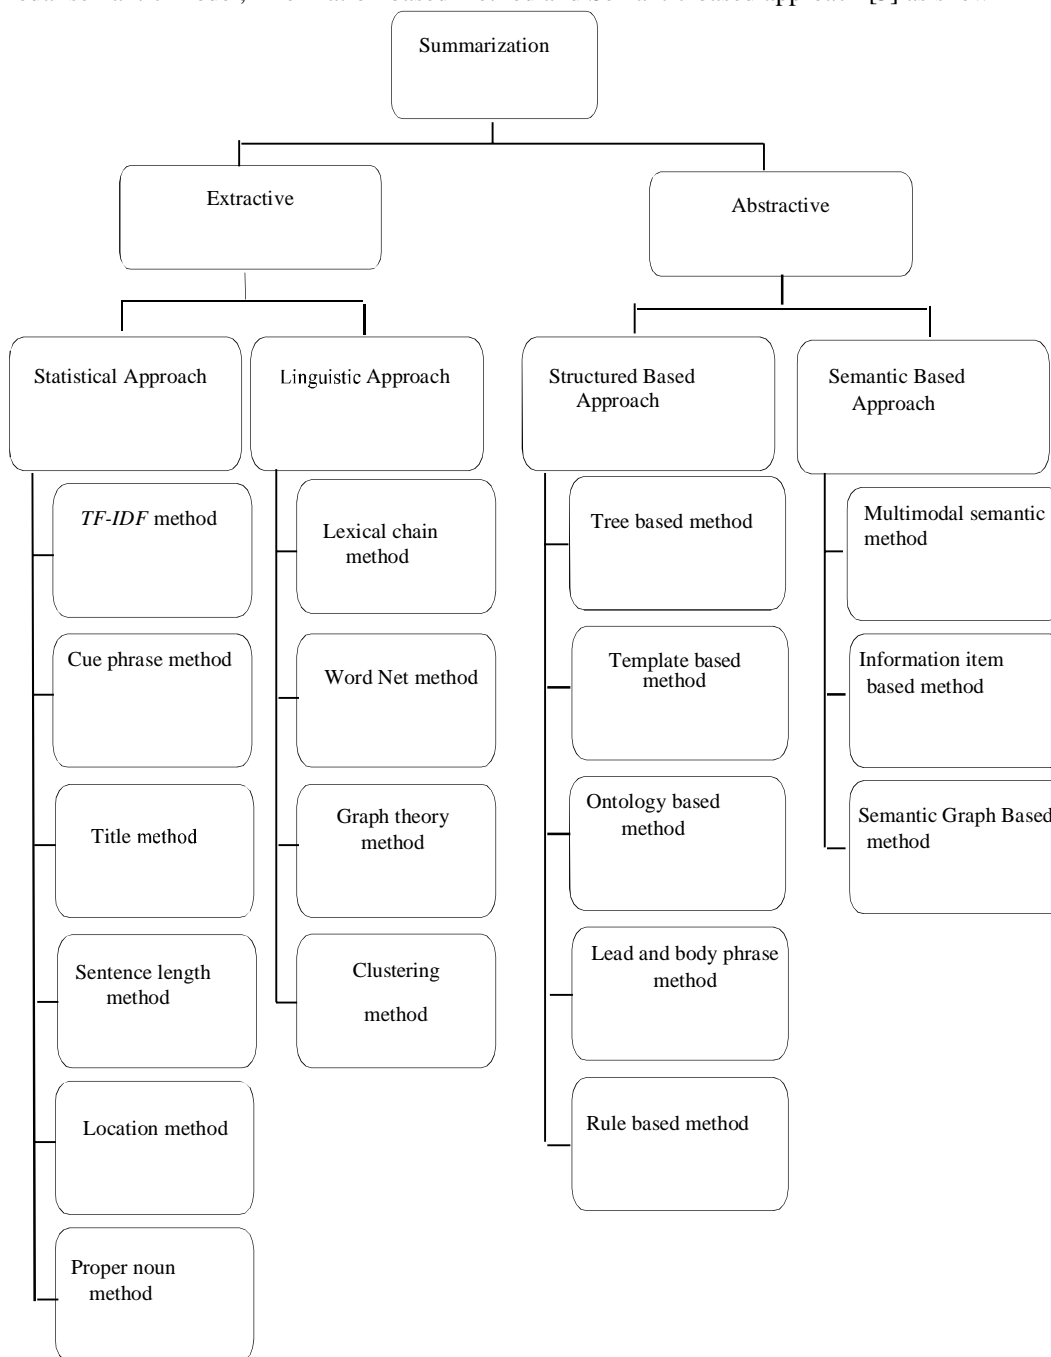 Summarization
Extractive
Abstractive
Statistical Approach
Linguistic Approach
Structured Based
Approach
Semantic Based
Approach
TF-IDF method
Cue phrase method
Title method
Sentence length
method
Location method
Proper noun
method
Lexical chain
method
Word Net method
Graph theory
method
Clustering
method
Tree based method
Template based
method
Ontology based
method
Lead and body phrase
method
Rule based method
Multimodal semantic
method
Information item
based method
Semantic Graph Based
method